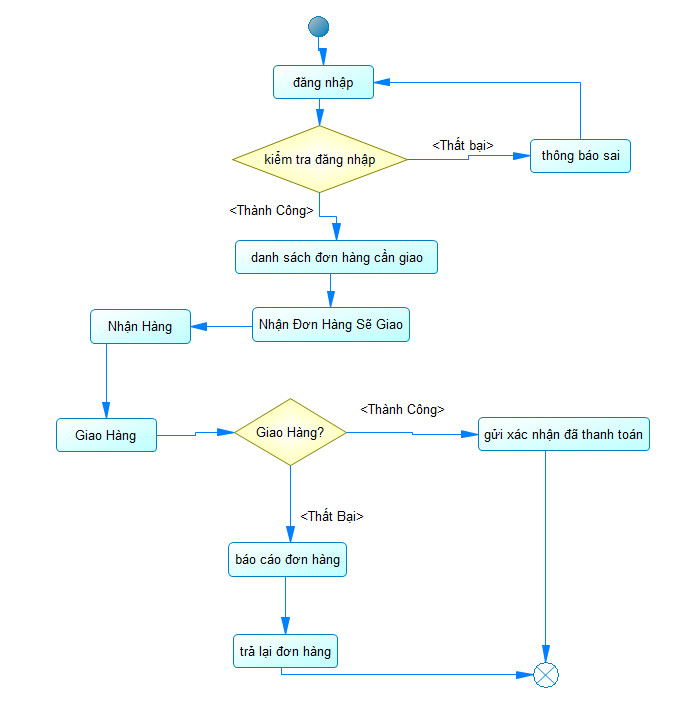 đăng nhập
kiểm tra đăng nhập
<Thất bại>
thông báo sai
<Thành Công>
danh sách đơn hàng cần giao
Nhận Đơn Hàng Sẽ Giao
Nhận Hàng
Giao Hàng
Giao Hàng?
<Thành Công>
gửi xác nhận đã thanh toán
<Thất Bại>
báo cáo đơn hàng
trả lại đơn hàng